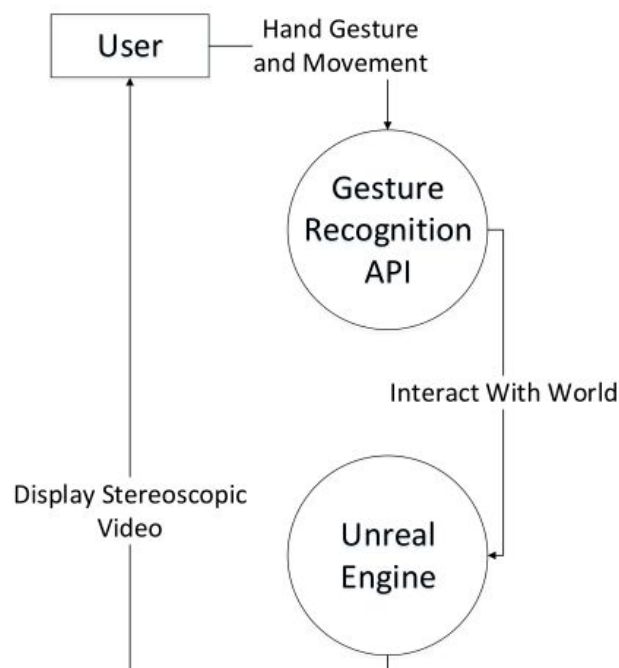 User
Hand Gesture
and Movement
Gesture
Recognition
API
Interact With World
Display Stereoscopic
Video
Unreal
Engine